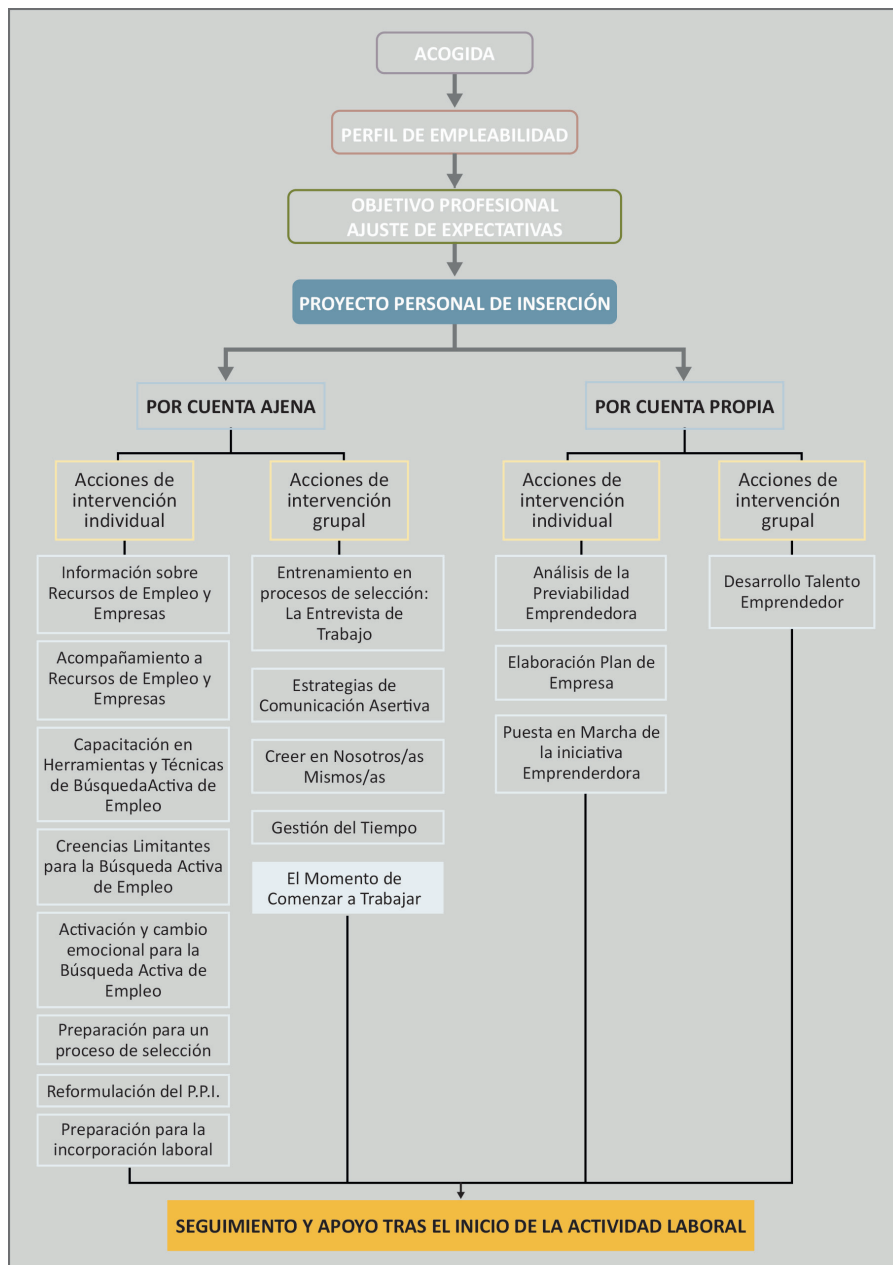 ACOGIDA
PERFIL DE EMPLEABILIDAD
OBJETIVO PROFESIONAL
AJUSTE DE EXPECTATIVAS
PROYECTO PERSONAL DE INSERCIÓN
POR CUENTA AJENA
POR CUENTA PROPIA
Acciones de
intervención
individual
Acciones de
intervención
grupal
Acciones de
intervención
individual
Acciones de
intervención
grupal
Información sobre
Recursos de Empleo y
Empresas
Acompañamiento a
Recursos de Empleo y
Empresas
Capacitación en
Herramientas y Técnicas
de BúsquedaActiva de
Empleo
Creencias Limitantes
para la Búsqueda Activa
de Empleo
Activación y cambio
emocional para la
Búsqueda Activa de
Empleo
Preparación para un
proceso de selección
Reformulación del P.P.I.
Preparación para la
incorporación laboral
Entrenamiento en
procesos de selección:
La Entrevista de
Trabajo
Estrategias de
Comunicación Asertiva
Creer en Nosotros/as
Mismos/as
Gestión del Tiempo
El Momento de
Comenzar a Trabajar
Análisis de la
Previabilidad
Emprendedora
Elaboración Plan de
Empresa
Puesta en Marcha de
la iniciativa
Emprenderdora
Desarrollo Talento
Emprendedor
SEGUIMIENTO Y APOYO TRAS EL INICIO DE LA ACTIVIDAD LABORAL